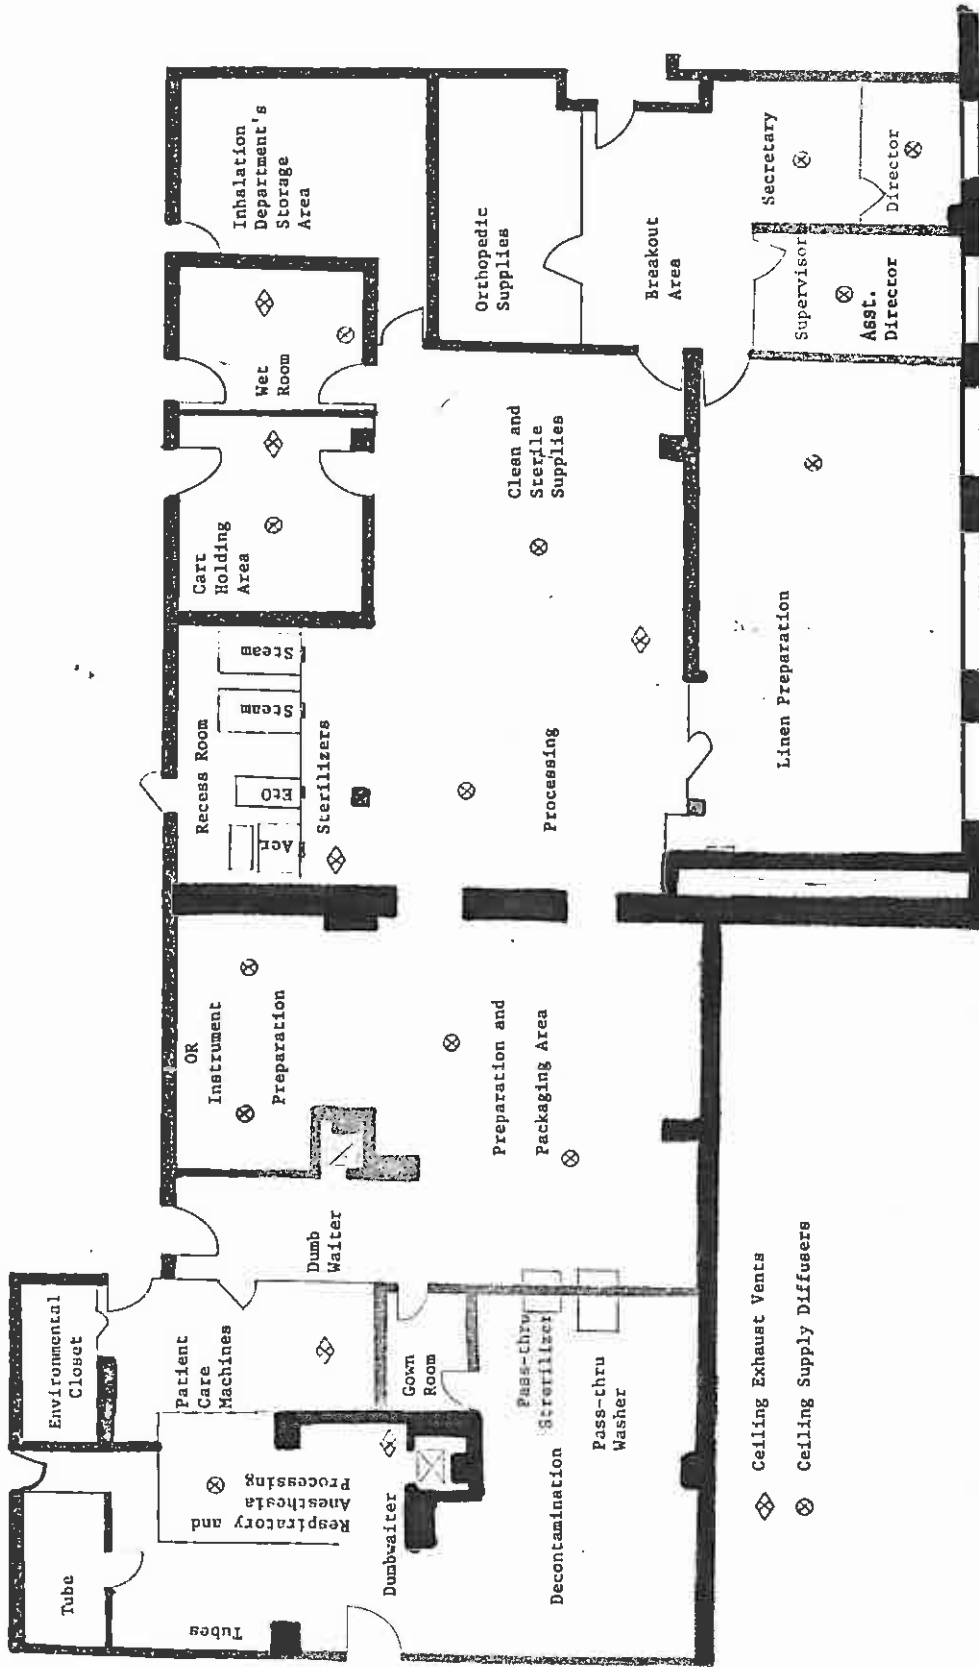 Environmental
Closet
Tube
Tubes
Respiratory and
Anesthesia
Processing
Patient
Care
Machines
Dumbwaiter
Gown
Room
Dumb
Waiter
Decontamination
Pass-thru
Strerilizer
Pass-thru
Washer
OR
Instrument
Preparation
Preparation and
Packaging Area
Recess Room
Acr.
EtO
Steam
Steam
Sterilizers
Processing
Cart
Holding
Area
Wet
Room
Inhalation
Department's
Storage
Area
Clean and
Sterile
Supplies
Orthopedic
Supplies
Breakout
Area
Linen Preparation
Supervisor
Asst.
Director
Secretary
Director
Ceiling Exhaust Vents
Ceiling Supply Diffusers